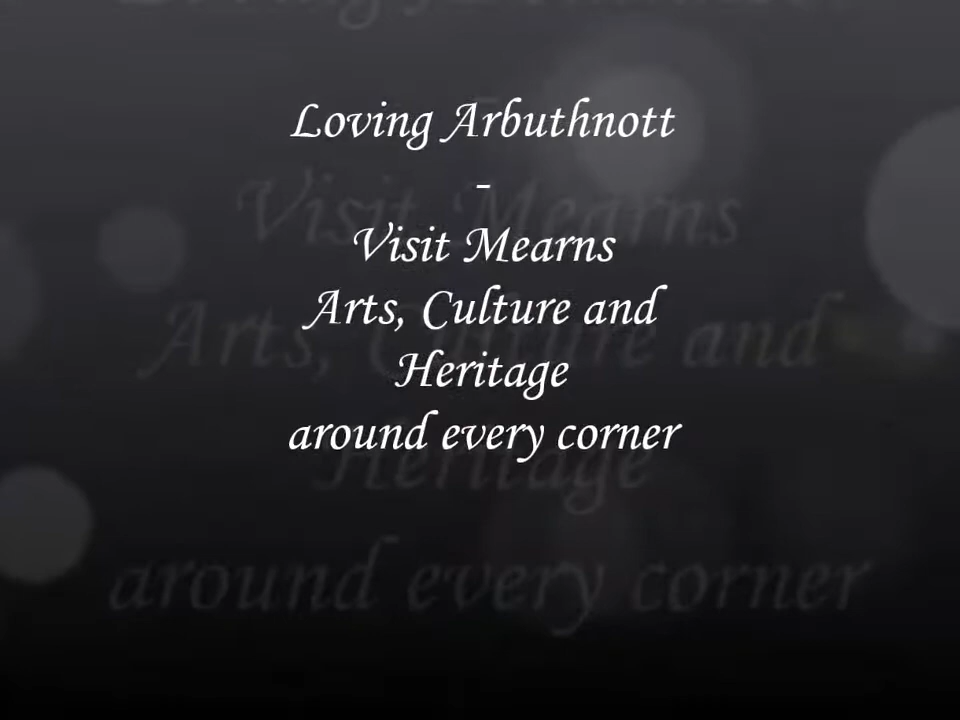 Loving Arbuthnott
-
Visit Mearns
Arts, Culture and
Heritage
around every corner